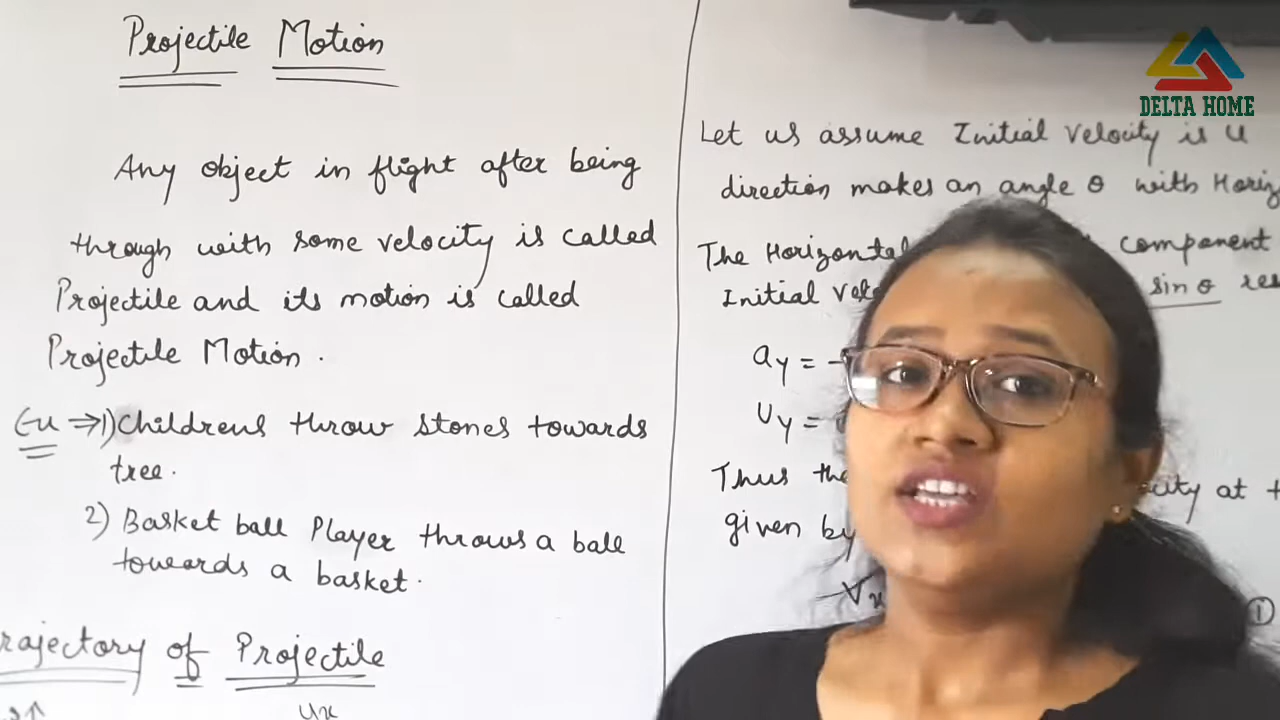 Projectile Motion
Any object in flight after being
through with some velocity is called
Projectile and its motion is called
Projectile Motion.
Ex ⇒ 1) Childrens throw stones towards
tree.
2) Basket ball Player throws a ball
towards a basket.
rajectory of Projectile
ux
DELTA HOME
Let us assume Initial velocity is u
direction makes an angle θ with Horiz
The Horizontal component
Initial sin θ res
ay = -
Uy =
Thus the city at t
given by
Vx
①